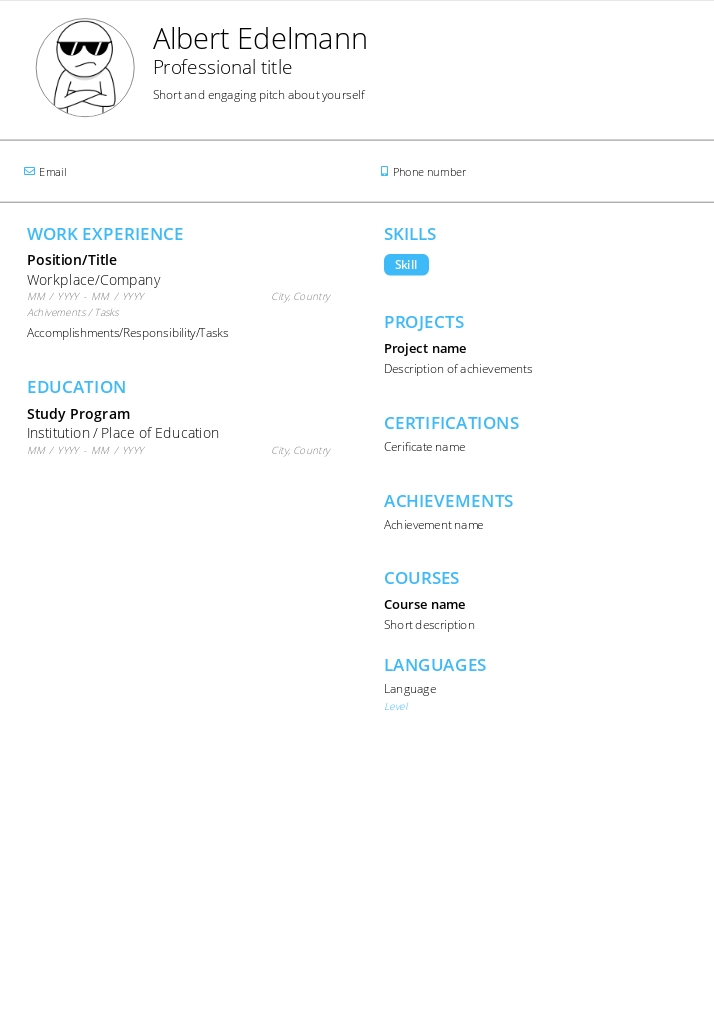 Albert Edelmann
Professional title
Short and engaging pitch about yourself
Email
Phone number
WORK EXPERIENCE
Position/Title
Workplace/Company
MM / YYYY - MM / YYYY City, Country
Achivements / Tasks
Accomplishments/Responsibility/Tasks
EDUCATION
Study Program
Institution / Place of Education
MM / YYYY - MM / YYYY City, Country
SKILLS
Skill
PROJECTS
Project name
Description of achievements
CERTIFICATIONS
Cerificate name
ACHIEVEMENTS
Achievement name
COURSES
Course name
Short description
LANGUAGES
Language
Level